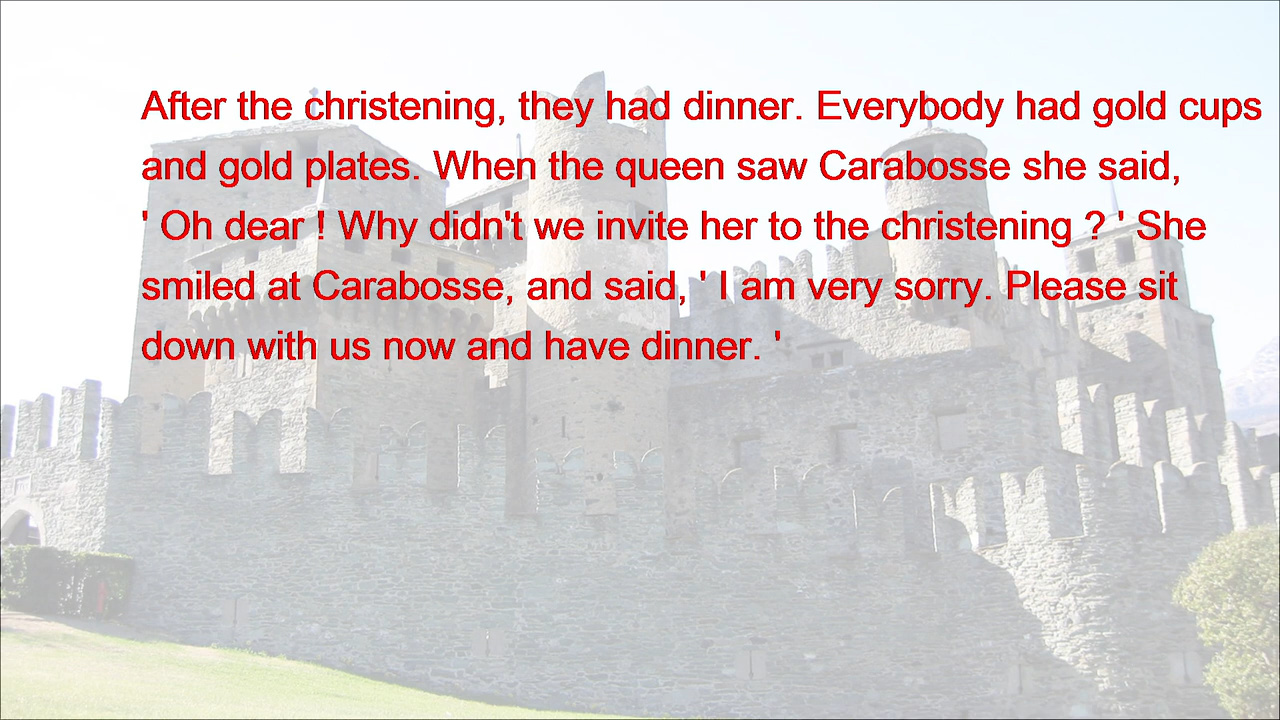 After the christening, they had dinner. Everybody had gold cups
and gold plates. When the queen saw Carabosse she said,
' Oh dear ! Why didn't we invite her to the christening ? ' She
smiled at Carabosse, and said, ' I am very sorry. Please sit
down with us now and have dinner. '